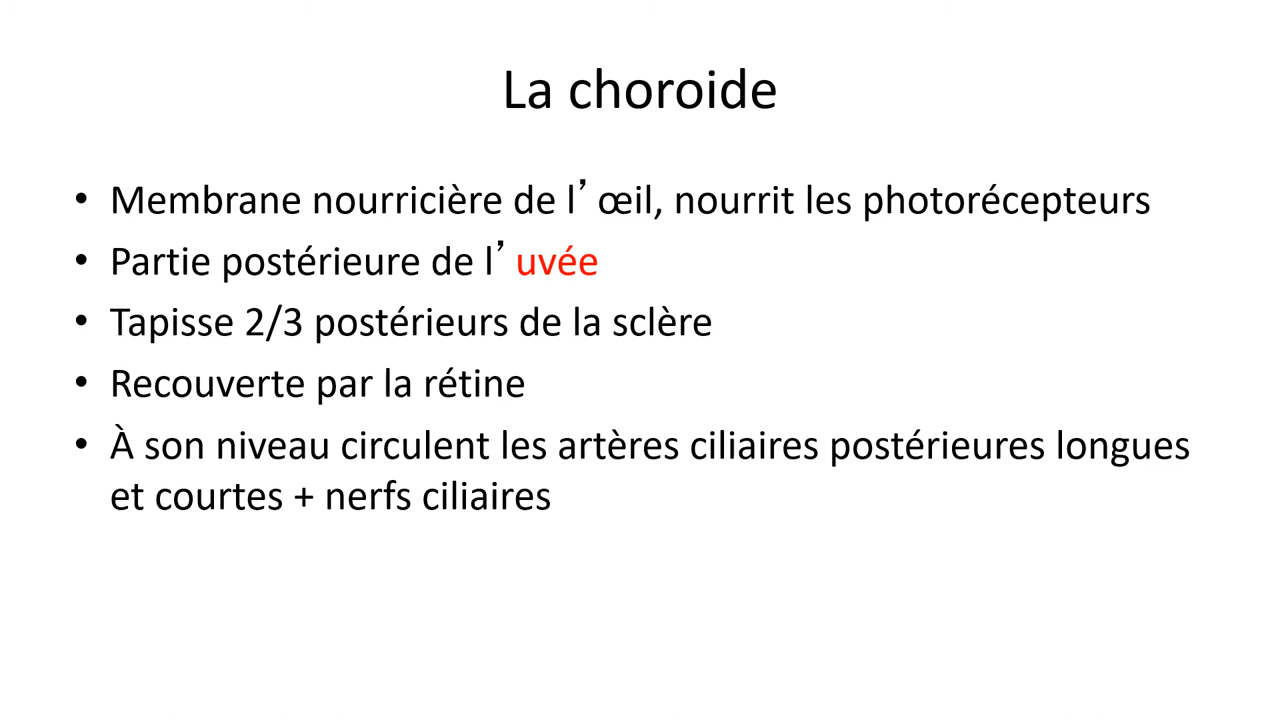 La choroide
• Membrane nourricière de l’ œil, nourrit les photorécepteurs
• Partie postérieure de l’ uvée
• Tapisse 2/3 postérieurs de la sclère
• Recouverte par la rétine
• À son niveau circulent les artères ciliaires postérieures longues
et courtes + nerfs ciliaires